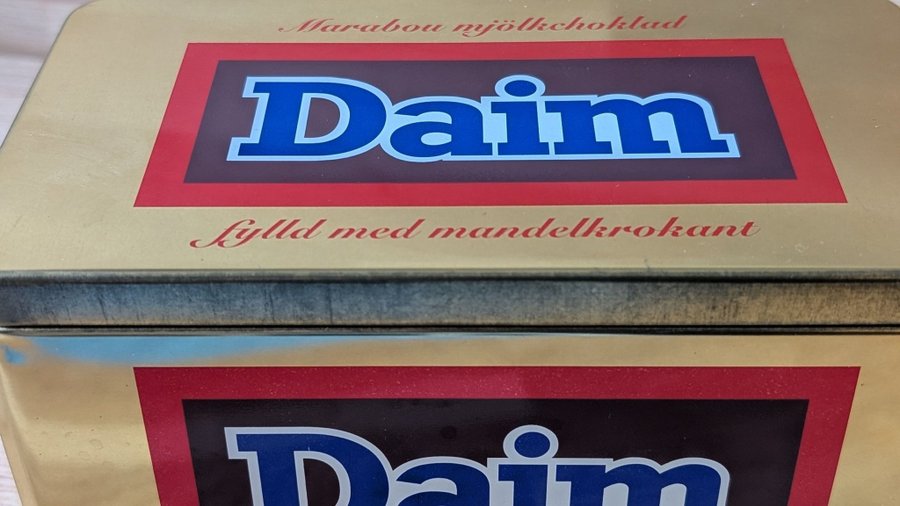 Marabou mjölkchoklad
Daim
fylld med mandelkrokant
Daim